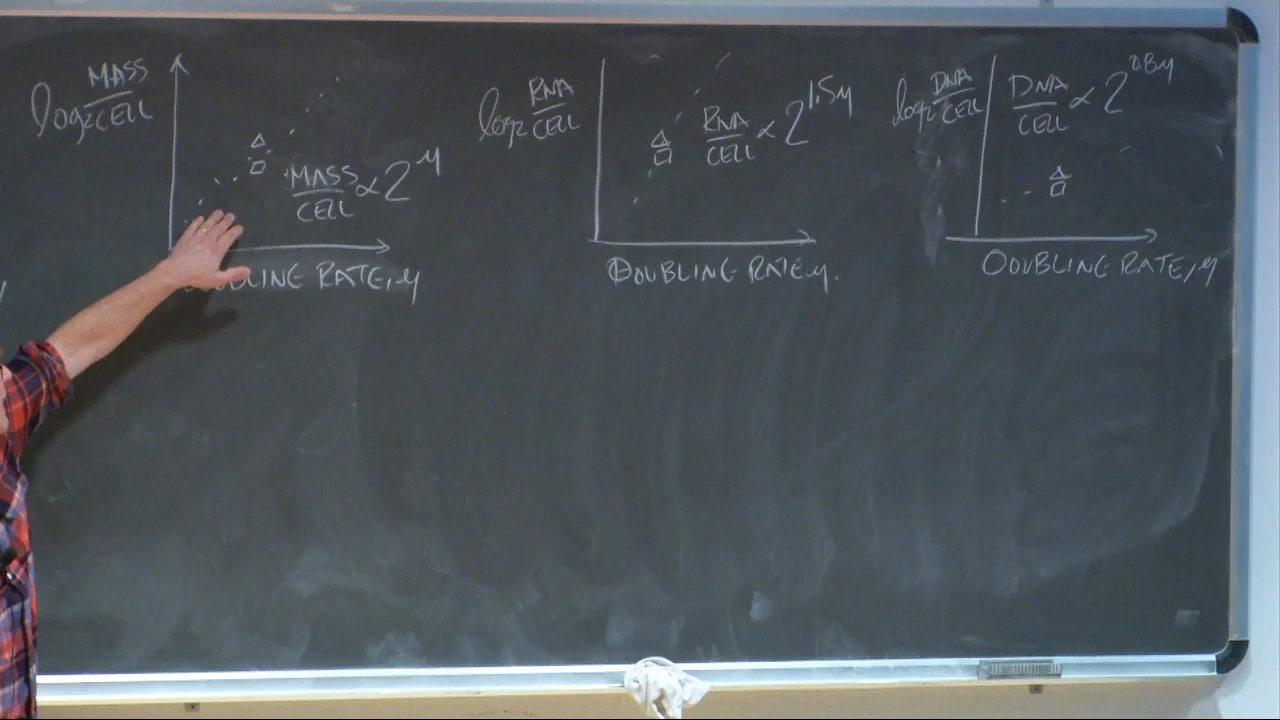 log₂ MASS/CELL
MASS/CELL ∝ 2^μ
DOUBLING RATE, μ
log₂ RNA/CELL
RNA/CELL ∝ 2^1.5μ
DOUBLING RATE μ.
log₂ DNA/CELL
DNA/CELL ∝ 2^0.8μ
DOUBLING RATE, μ